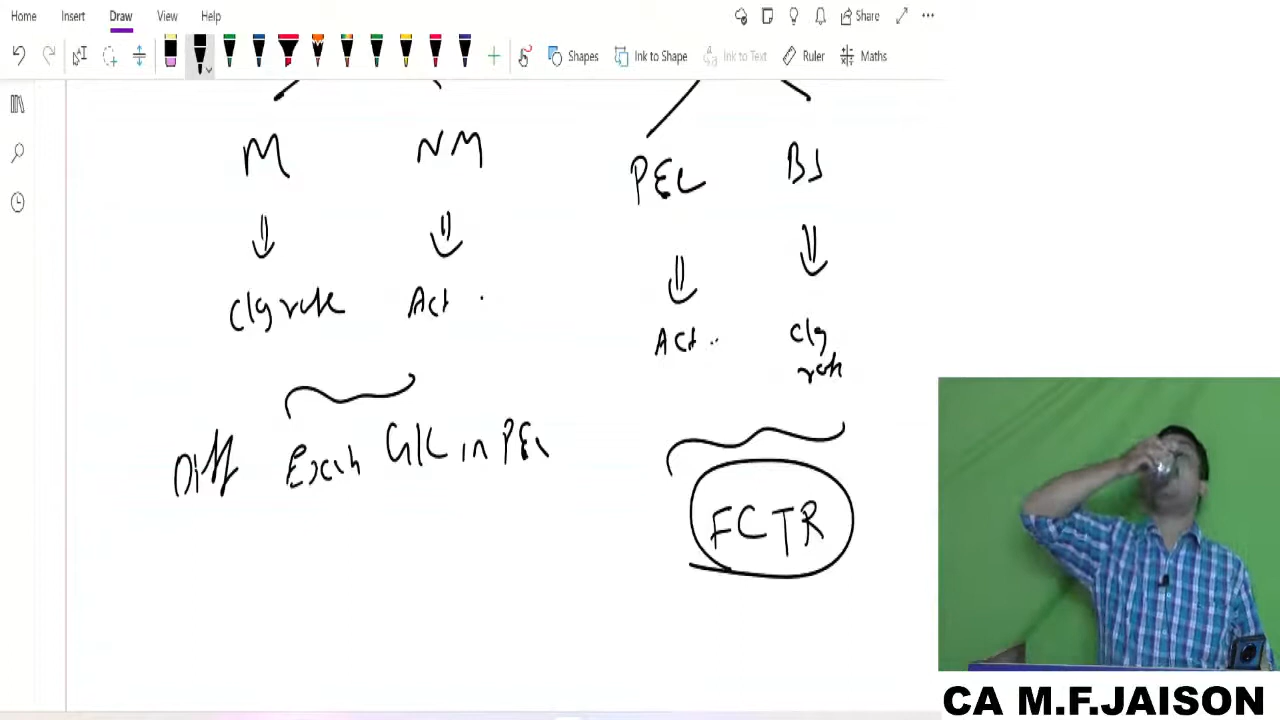 Home Insert Draw View Help
Share
Shapes Ink to Shape Ink to Text Ruler Maths
M NM PEL BS
Clg rate Act .
Act .. Clg
rate
Diff Exch G/L in PEL
FCTR
CA M.F.JAISON